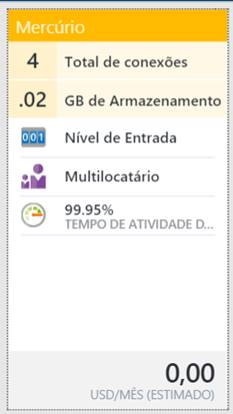 Mercúrio
4 Total de conexões
.02 GB de Armazenamento
001 Nível de Entrada
Multilocatário
99.95%
TEMPO DE ATIVIDADE D...
0,00
USD/MÊS (ESTIMADO)